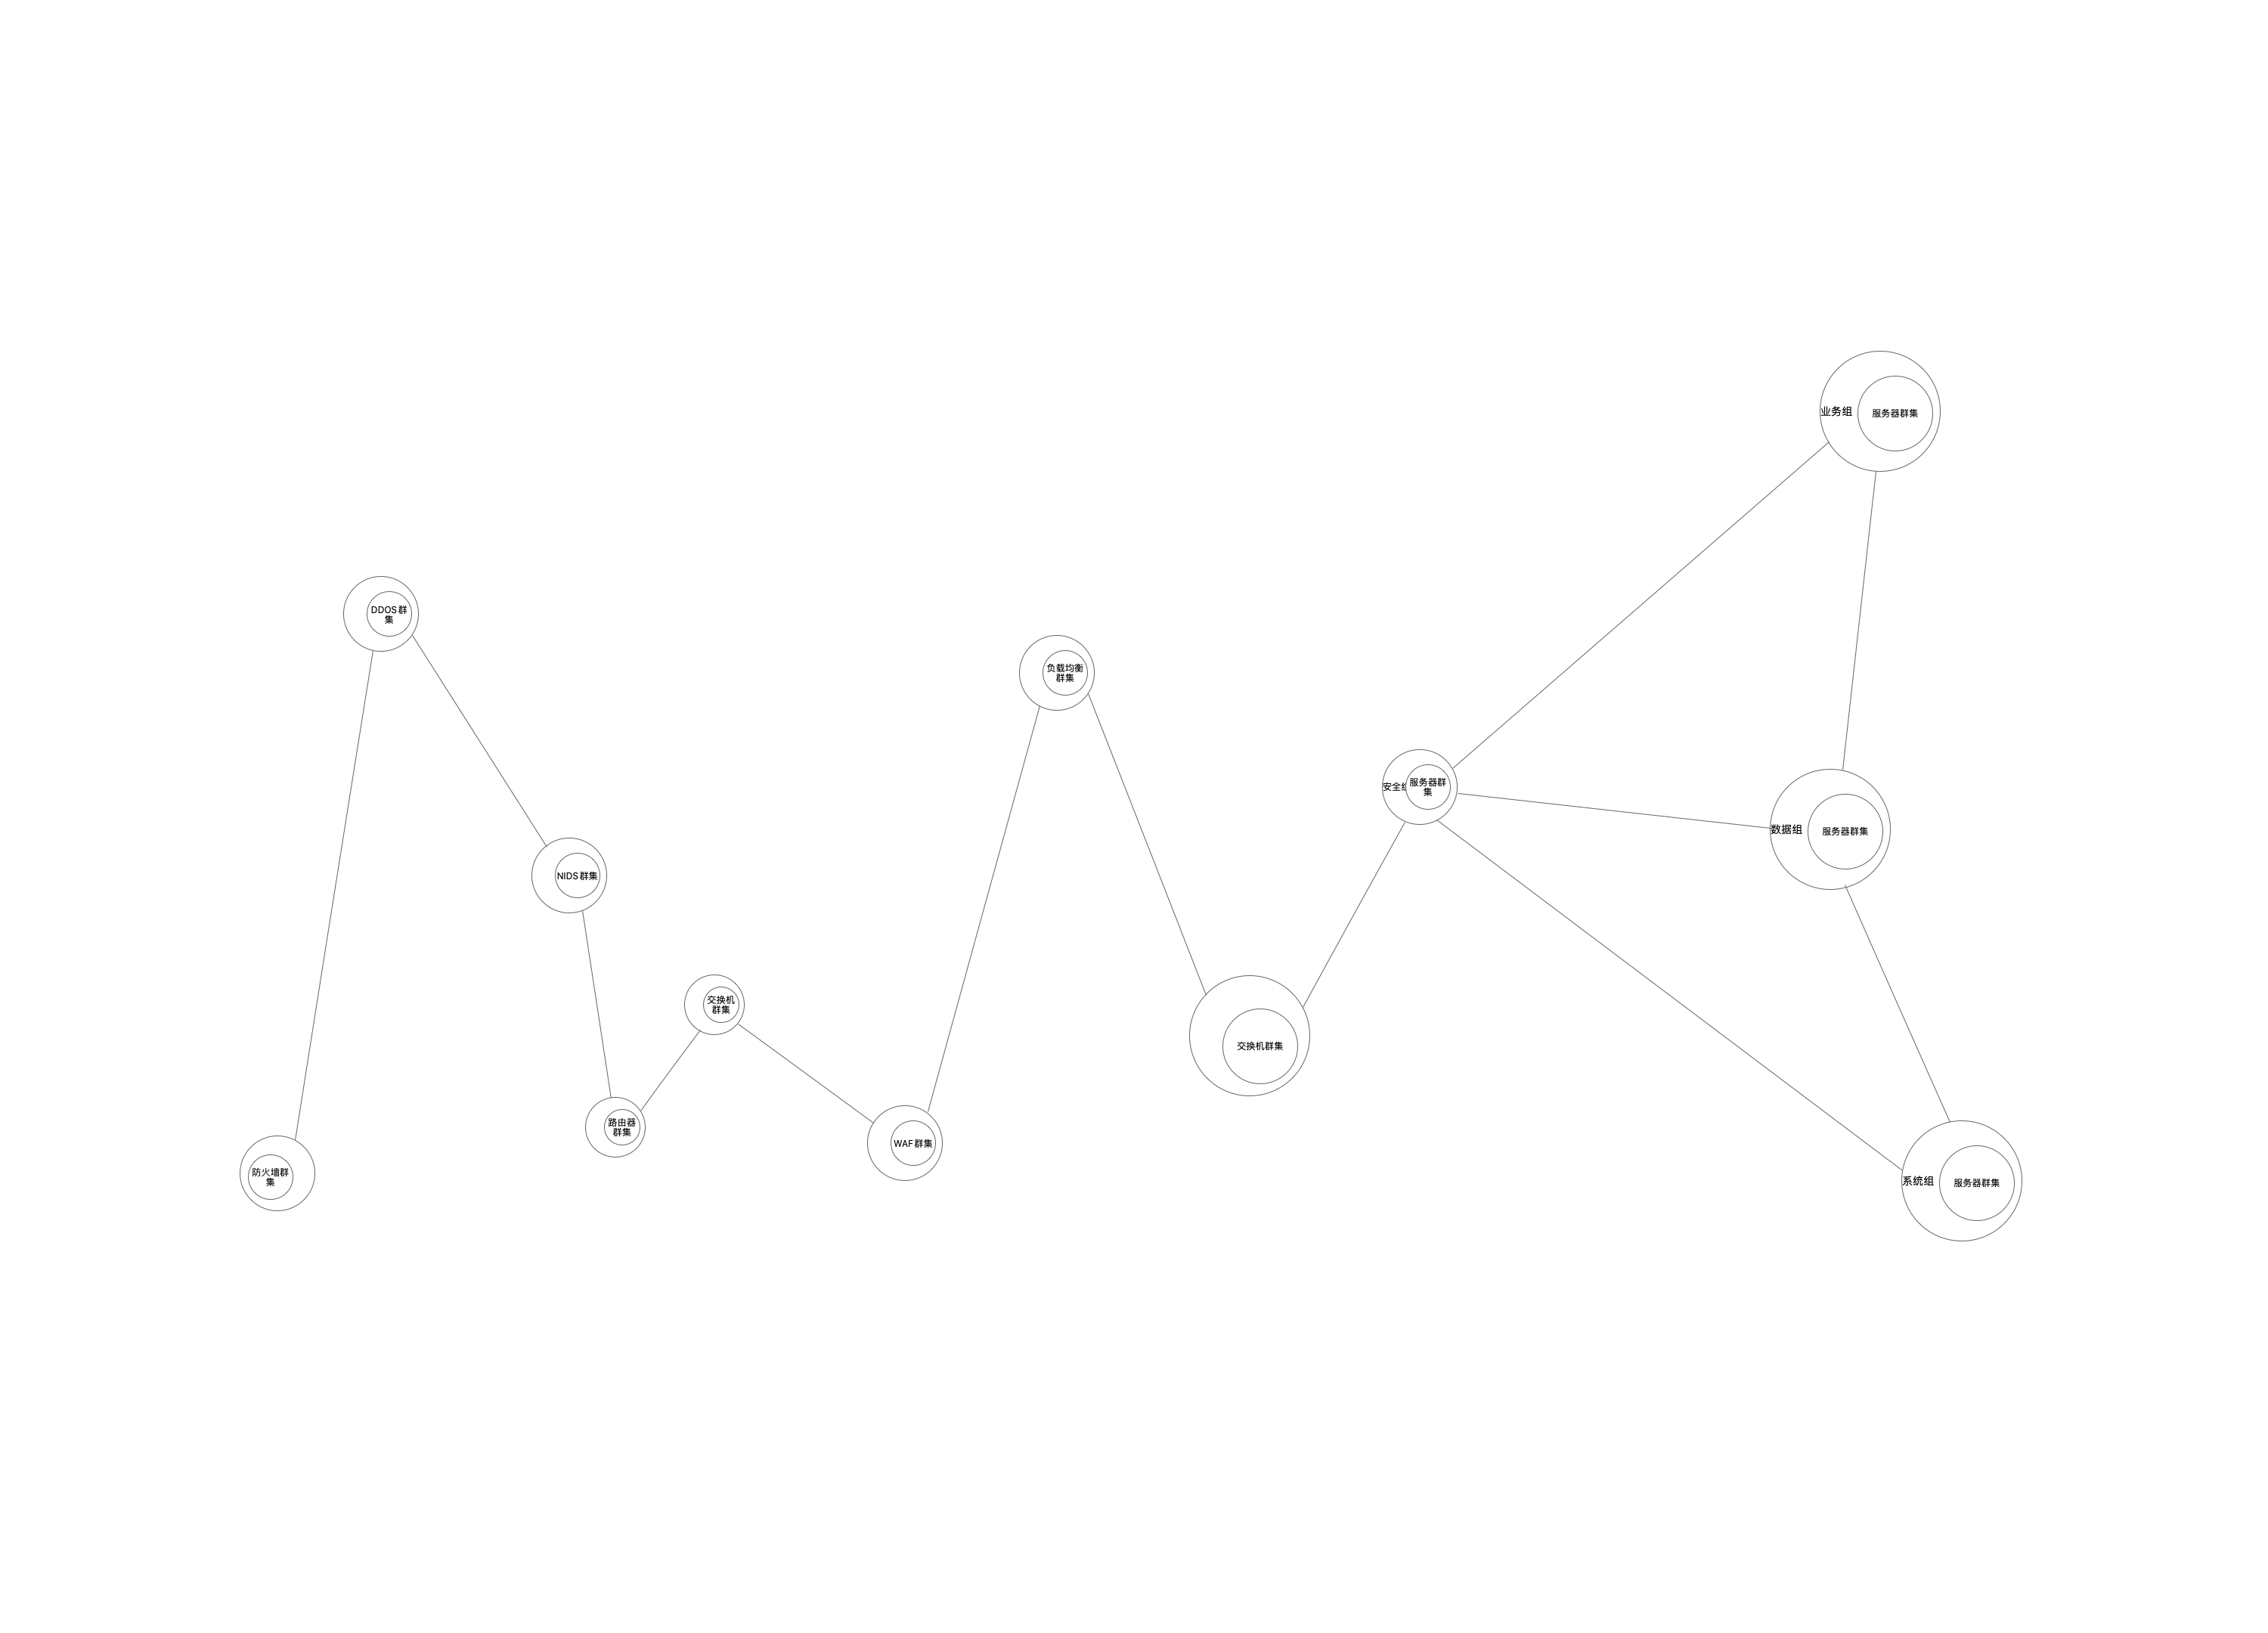 业务组
服务器群集
DDOS 群
集
负载均衡
群集
安全
服务器群
集
数据组
服务器群集
NIDS 群集
交换机
群集
交换机群集
路由器
群集
WAF 群集
防火墙群
集
系统组
服务器群集